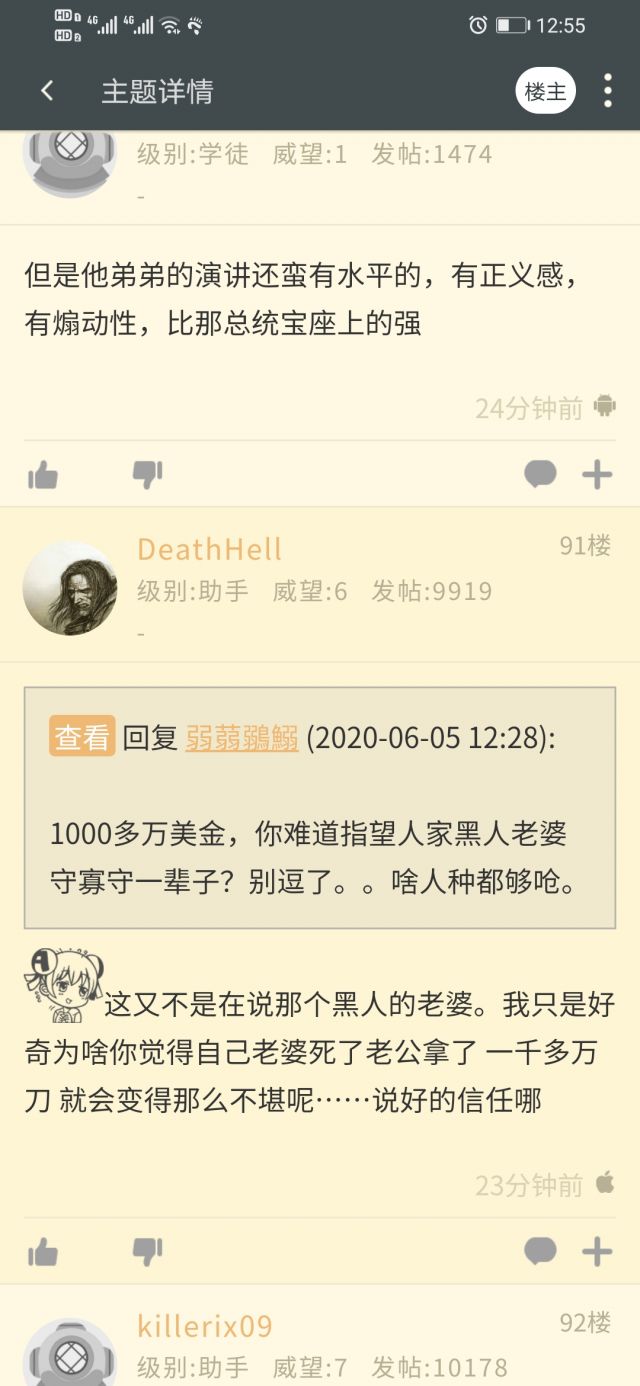 HD 1 4G 4G
HD 2
12:55
主题详情
楼主
级别:学徒 威望:1 发帖:1474
-
但是他弟弟的演讲还蛮有水平的，有正义感，
有煽动性，比那总统宝座上的强
24分钟前
DeathHell
91楼
级别:助手 威望:6 发帖:9919
-
查看 回复 弱蒻鶸鰯 (2020-06-05 12:28):
1000多万美金，你难道指望人家黑人老婆
守寡守一辈子？别逗了。。啥人种都够呛。
这又不是在说那个黑人的老婆。我只是好
奇为啥你觉得自己老婆死了老公拿了 一千多万
刀 就会变得那么不堪呢……说好的信任哪
23分钟前
killerix09
92楼
级别:助手 威望:7 发帖:10178